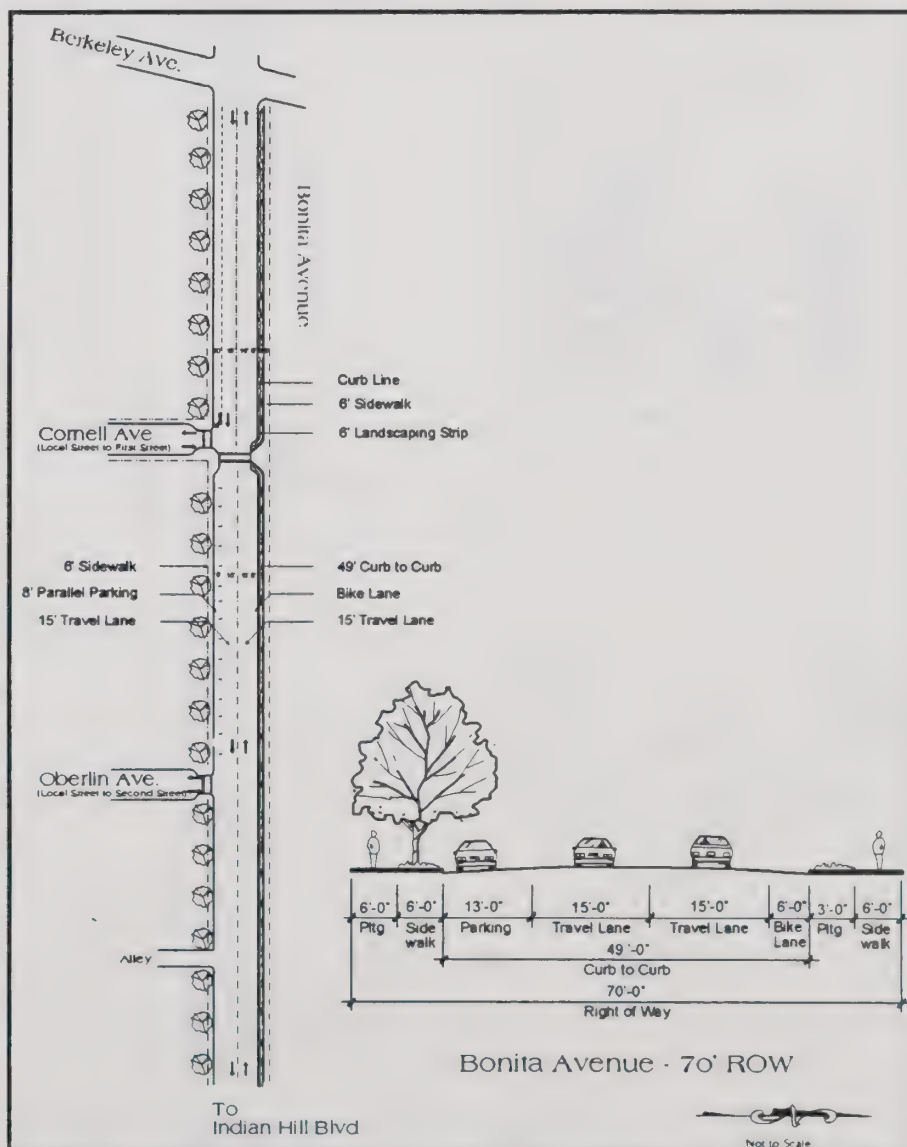 Berkeley Ave.
Bonita Avenue
Curb Line
6' Sidewalk
Cornell Ave
(Local Street to First Street)
6' Landscaping Strip
6' Sidewalk
49' Curb to Curb
8' Parallel Parking
Bike Lane
15' Travel Lane
15' Travel Lane
Oberlin Ave.
(Local Street to Second Street)
Alley
6'-0" 6'-0" 13'-0" 15'-0" 15'-0" 6'-0" 3'-0" 6'-0"
Pltg Side walk Parking Travel Lane Travel Lane Bike Lane Pltg Side walk
49'-0"
Curb to Curb
70'-0"
Right of Way
Bonita Avenue - 70' ROW
To
Indian Hill Blvd
Not to Scale